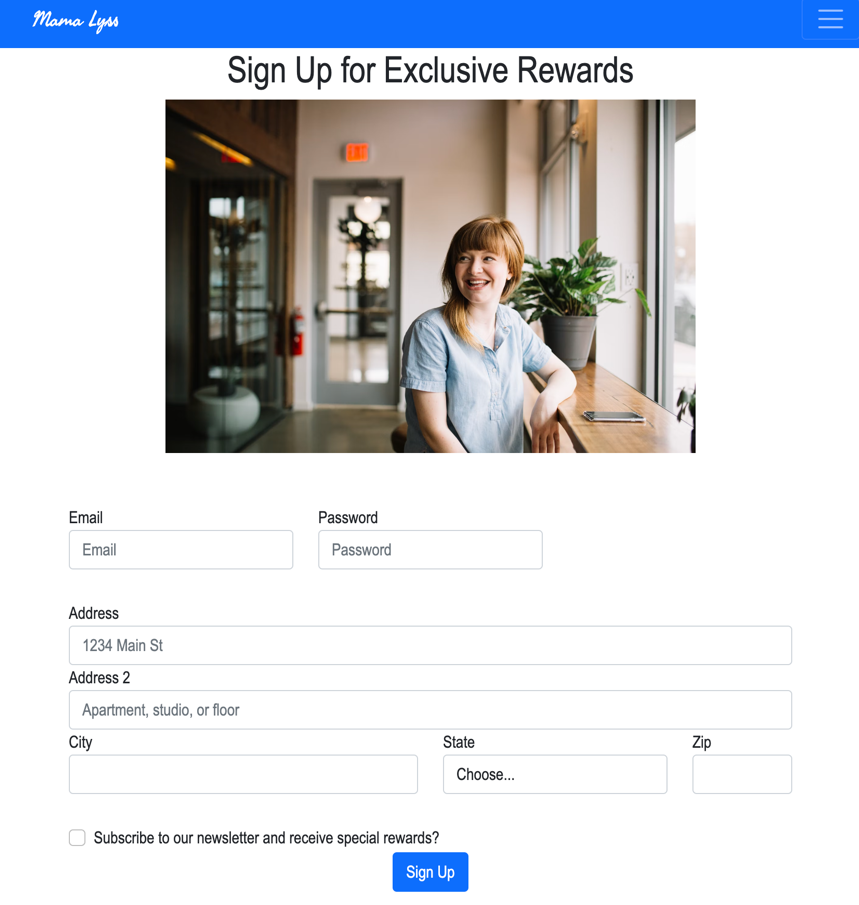 Mama Lyss
Sign Up for Exclusive Rewards
Email Password
Email Password
Address
1234 Main St
Address 2
Apartment, studio, or floor
City State Zip
Choose...
Subscribe to our newsletter and receive special rewards?
Sign Up